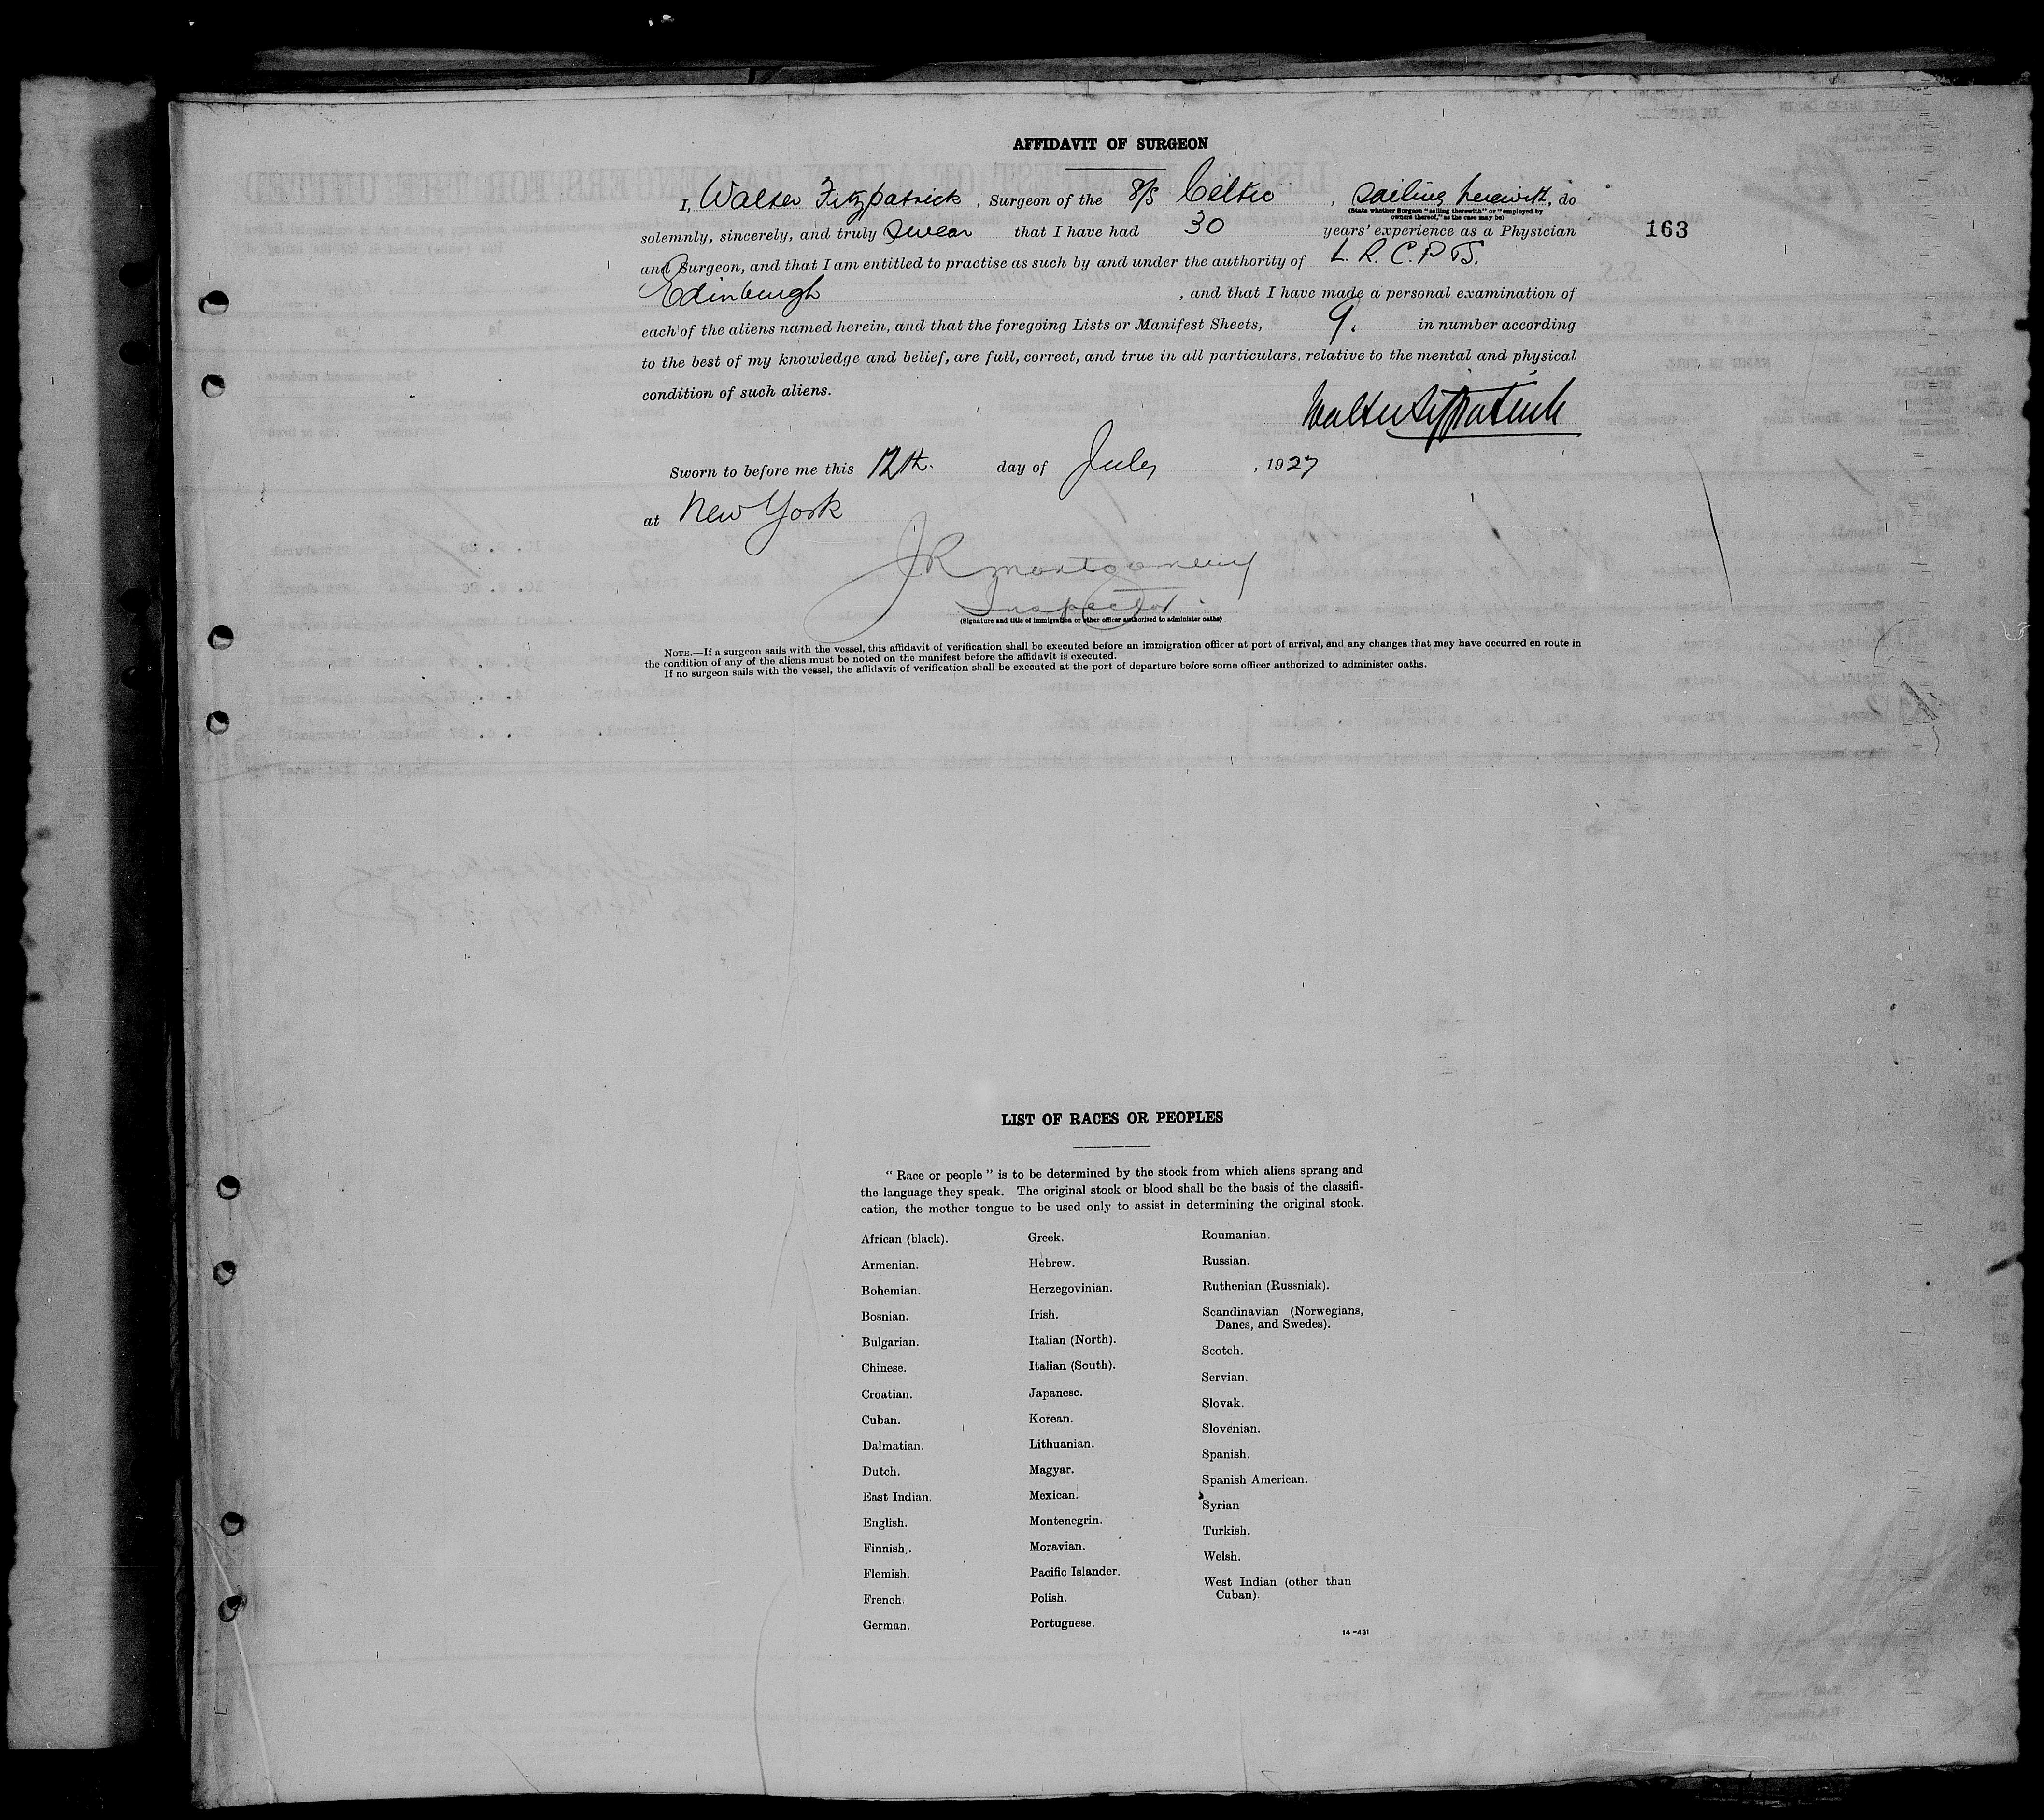 AFFIDAVIT OF SURGEON
I, Walter Fitzpatrick, Surgeon of the S/S Celtic, sailing herewith, do
(State whether Surgeon "sailing therewith" or "employed by
owners thereof," as the case may be)
163
solemnly, sincerely, and truly swear that I have had 30 years' experience as a Physician
and Surgeon, and that I am entitled to practise as such by and under the authority of L. R. C. P. S.
Edinburgh, and that I have made a personal examination of
each of the aliens named herein, and that the foregoing Lists or Manifest Sheets, 9. in number according
to the best of my knowledge and belief, are full, correct, and true in all particulars, relative to the mental and physical
condition of such aliens.
Walter Fitzpatrick
Sworn to before me this 12th. day of July, 1927
at New York
J R Montgomery
Inspector.
(Signature and title of immigration or other officer authorized to administer oaths)
NOTE.—If a surgeon sails with the vessel, this affidavit of verification shall be executed before an immigration officer at port of arrival, and any changes that may have occurred en route in
the condition of any of the aliens must be noted on the manifest before the affidavit is executed.
If no surgeon sails with the vessel, the affidavit of verification shall be executed at the port of departure before some officer authorized to administer oaths.
LIST OF RACES OR PEOPLES
"Race or people" is to be determined by the stock from which aliens sprang and
the language they speak. The original stock or blood shall be the basis of the classifi-
cation, the mother tongue to be used only to assist in determining the original stock.
African (black).
Armenian.
Bohemian.
Bosnian.
Bulgarian.
Chinese.
Croatian.
Cuban.
Dalmatian.
Dutch.
East Indian.
English.
Finnish.
Flemish.
French.
German.
Greek.
Hebrew.
Herzegovinian.
Irish.
Italian (North).
Italian (South).
Japanese.
Korean.
Lithuanian.
Magyar.
Mexican.
Montenegrin.
Moravian.
Pacific Islander.
Polish.
Portuguese.
Roumanian.
Russian.
Ruthenian (Russniak).
Scandinavian (Norwegians,
Danes, and Swedes).
Scotch.
Servian.
Slovak.
Slovenian.
Spanish.
Spanish American.
Syrian
Turkish.
Welsh.
West Indian (other than
Cuban).
14-431